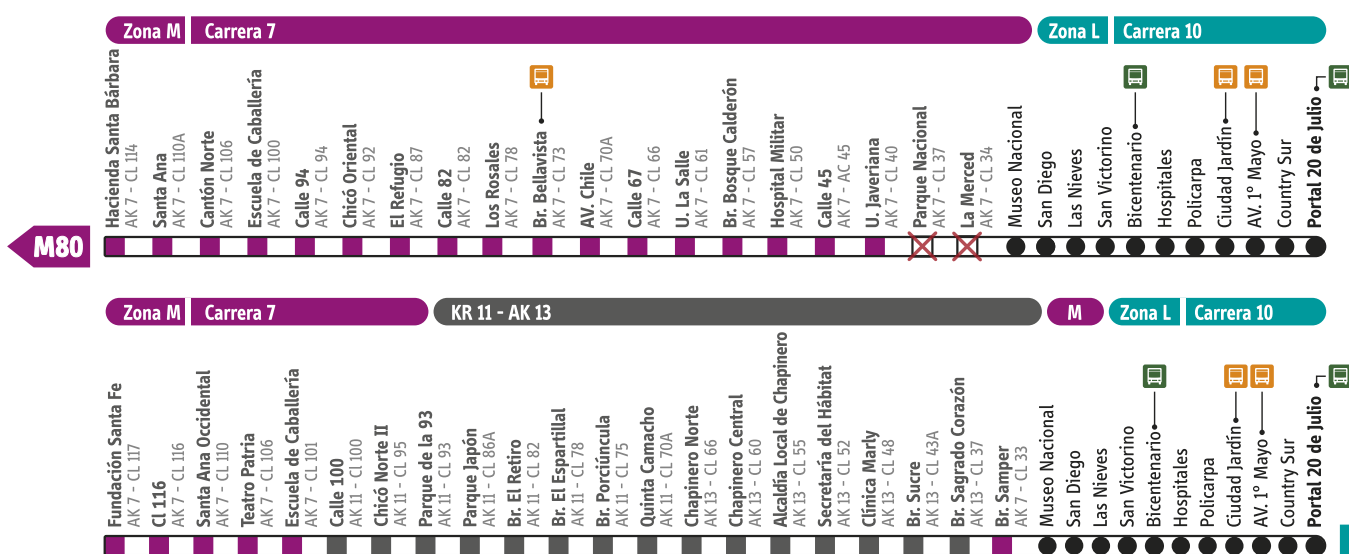 Zona M Carrera 7 Zona L Carrera 10
Hacienda Santa Bárbara
AK 7 - CL 114
Santa Ana
AK 7 - CL 110A
Cantón Norte
AK 7 - CL 106
Escuela de Caballería
AK 7 - CL 100
Calle 94
AK 7 - CL 94
Chicó Oriental
AK 7 - CL 92
El Refugio
AK 7 - CL 87
Calle 82
AK 7 - CL 82
Los Rosales
AK 7 - CL 78
Br. Bellavista
AK 7 - CL 73
AV. Chile
AK 7 - CL 70A
Calle 67
AK 7 - CL 66
U. La Salle
AK 7 - CL 61
Br. Bosque Calderón
AK 7 - CL 57
Hospital Militar
AK 7 - CL 50
Calle 45
AK 7 - AC 45
U. Javeriana
AK 7 - CL 40
Parque Nacional
AK 7 - CL 37
La Merced
AK 7 - CL 34
Museo Nacional
San Diego
Las Nieves
San Victorino
Bicentenario
Hospitales
Policarpa
Ciudad Jardín
AV. 1º Mayo
Country Sur
Portal 20 de Julio
M80
Zona M Carrera 7 KR 11 - AK 13 M Zona L Carrera 10
Fundación Santa Fe
AK 7 - CL 117
Cl 116
AK 7 - CL 116
Santa Ana Occidental
AK 7 - CL 110
Teatro Patria
AK 7 - CL 106
Escuela de Caballería
AK 7 - CL 101
Calle 100
AK 11 - CL 100
Chicó Norte II
AK 11 - CL 95
Parque de la 93
AK 11 - CL 93
Parque Japón
AK 11 - CL 86A
Br. El Retiro
AK 11 - CL 82
Br. El Espartillal
AK 11 - CL 78
Br. Porciúncula
AK 11 - CL 75
Quinta Camacho
AK 11 - CL 70A
Chapinero Norte
AK 13 - CL 66
Chapinero Central
AK 13 - CL 60
Alcaldía Local de Chapinero
AK 13 - CL 55
Secretaría del Hábitat
AK 13 - CL 52
Clínica Marly
AK 13 - CL 48
Br. Sucre
AK 13 - CL 43A
Br. Sagrado Corazón
AK 13 - CL 37
Br. Samper
AK 7 - CL 33
Museo Nacional
San Diego
Las Nieves
San Victorino
Bicentenario
Hospitales
Policarpa
Ciudad Jardín
AV. 1º Mayo
Country Sur
Portal 20 de Julio